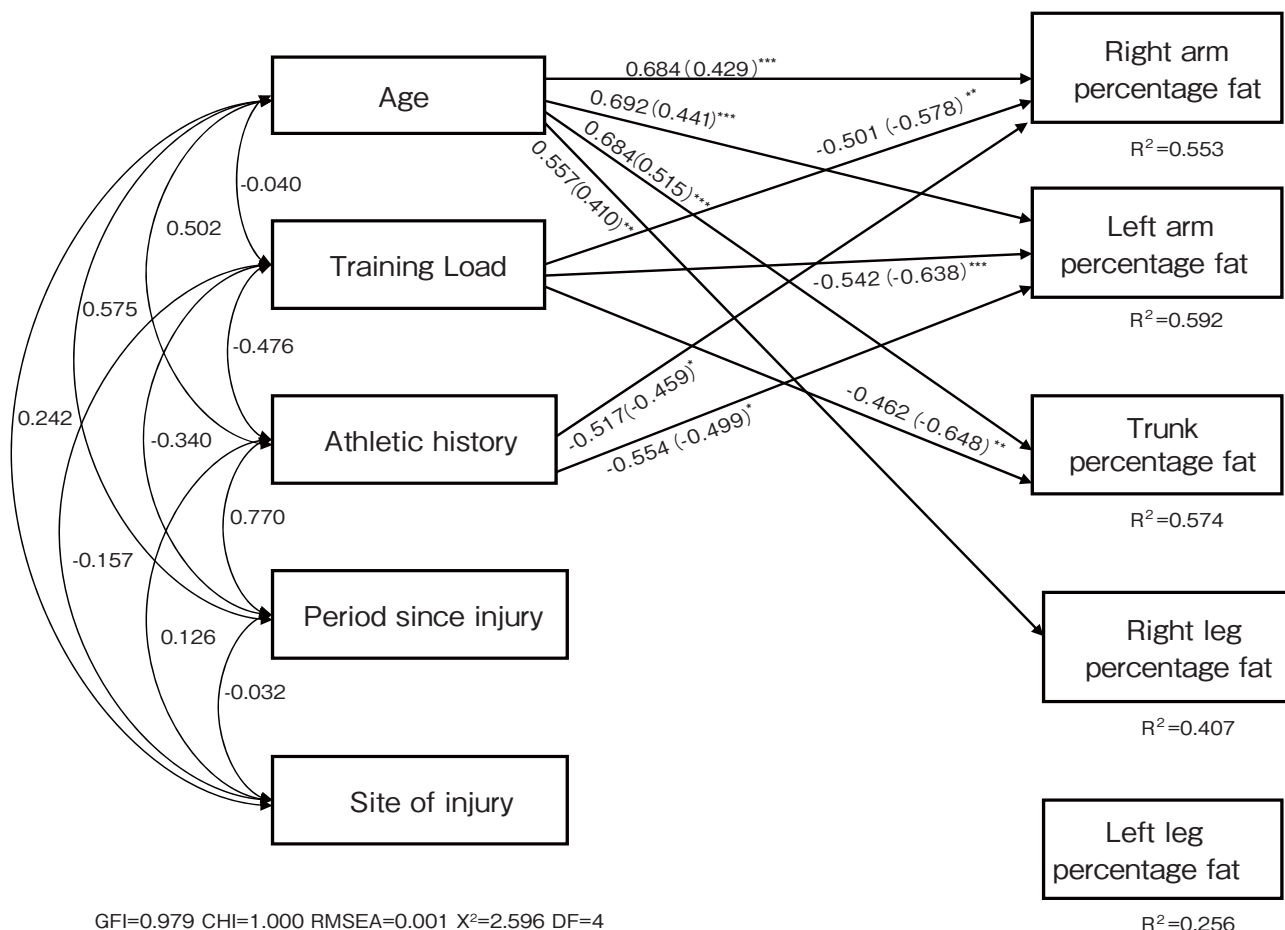 Age
Training Load
Athletic history
Period since injury
Site of injury
-0.040
0.502
0.575
-0.476
0.242
-0.340
0.770
-0.157
0.126
-0.032
0.684(0.429)***
0.692(0.441)***
0.684(0.515)***
0.557(0.410)**
-0.501 (-0.578)**
-0.542 (-0.638)***
-0.462 (-0.648)**
-0.517(-0.459)*
-0.554 (-0.499)*
Right arm
percentage fat
R²=0.553
Left arm
percentage fat
R²=0.592
Trunk
percentage fat
R²=0.574
Right leg
percentage fat
R²=0.407
Left leg
percentage fat
R²=0.256
GFI=0.979 CHI=1.000 RMSEA=0.001 X²=2.596 DF=4